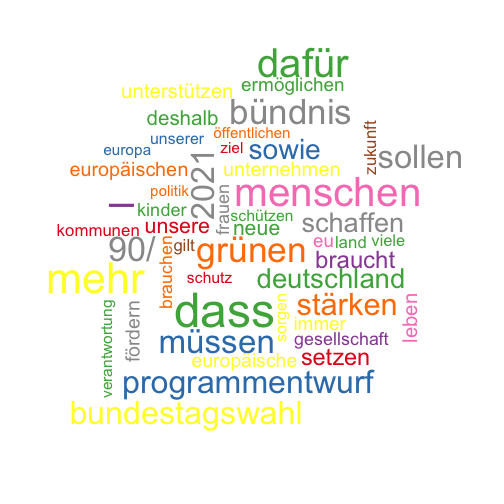 dafür
ermöglichen
unterstützen
bündnis
deshalb
öffentlichen
unserer
ziel
sowie
zukunft
europa
sollen
europäischen
2021
unternehmen
politik
frauen
menschen
|
kinder
schützen
schaffen
kommunen
unsere
neue
90/
gilt
grünen
eu
land
viele
braucht
brauchen
mehr
schutz
deutschland
dass
sorgen
stärken
leben
verantwortung
fördern
müssen
immer
gesellschaft
europäische
setzen
programmentwurf
bundestagswahl